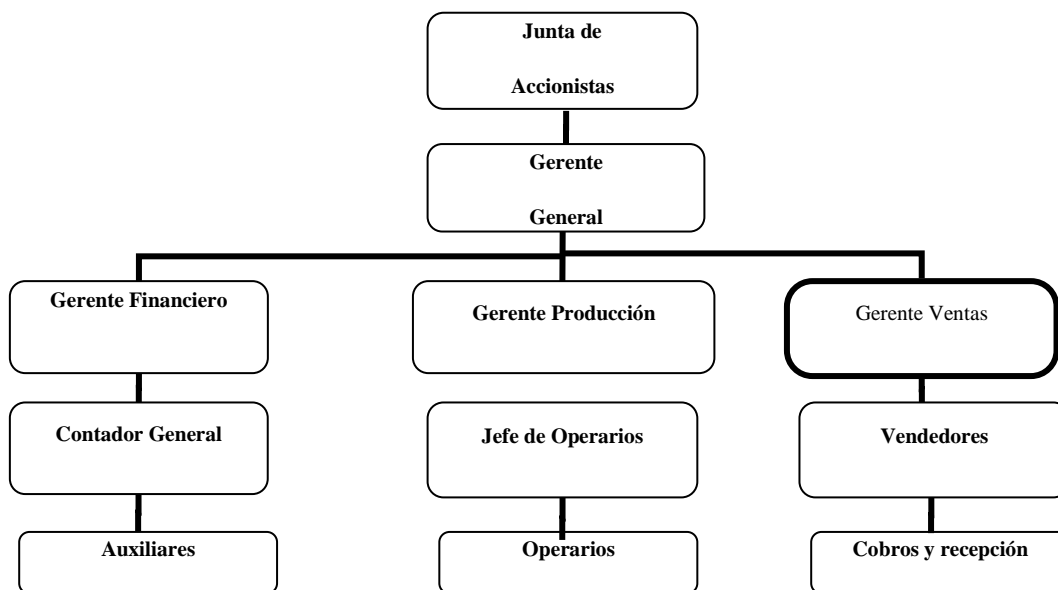 Junta de
Accionistas
Gerente
General
Gerente Financiero
Gerente Producción
Gerente Ventas
Contador General
Jefe de Operarios
Vendedores
Auxiliares
Operarios
Cobros y recepción